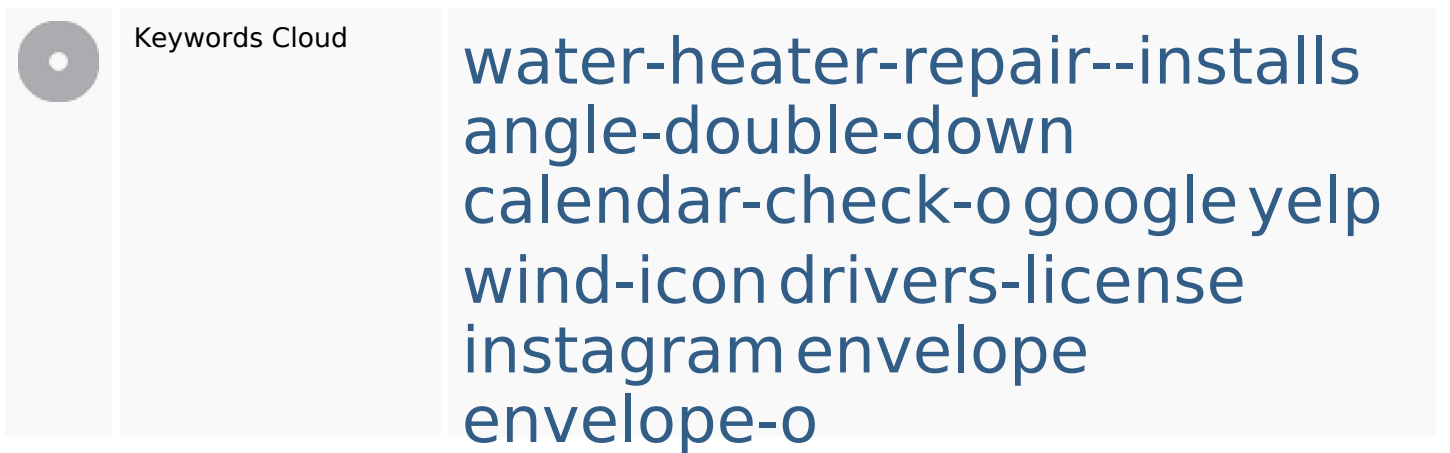 Keywords Cloud
water-heater-repair--installs
angle-double-down
calendar-check-o google yelp
wind-icon drivers-license
instagram envelope
envelope-o